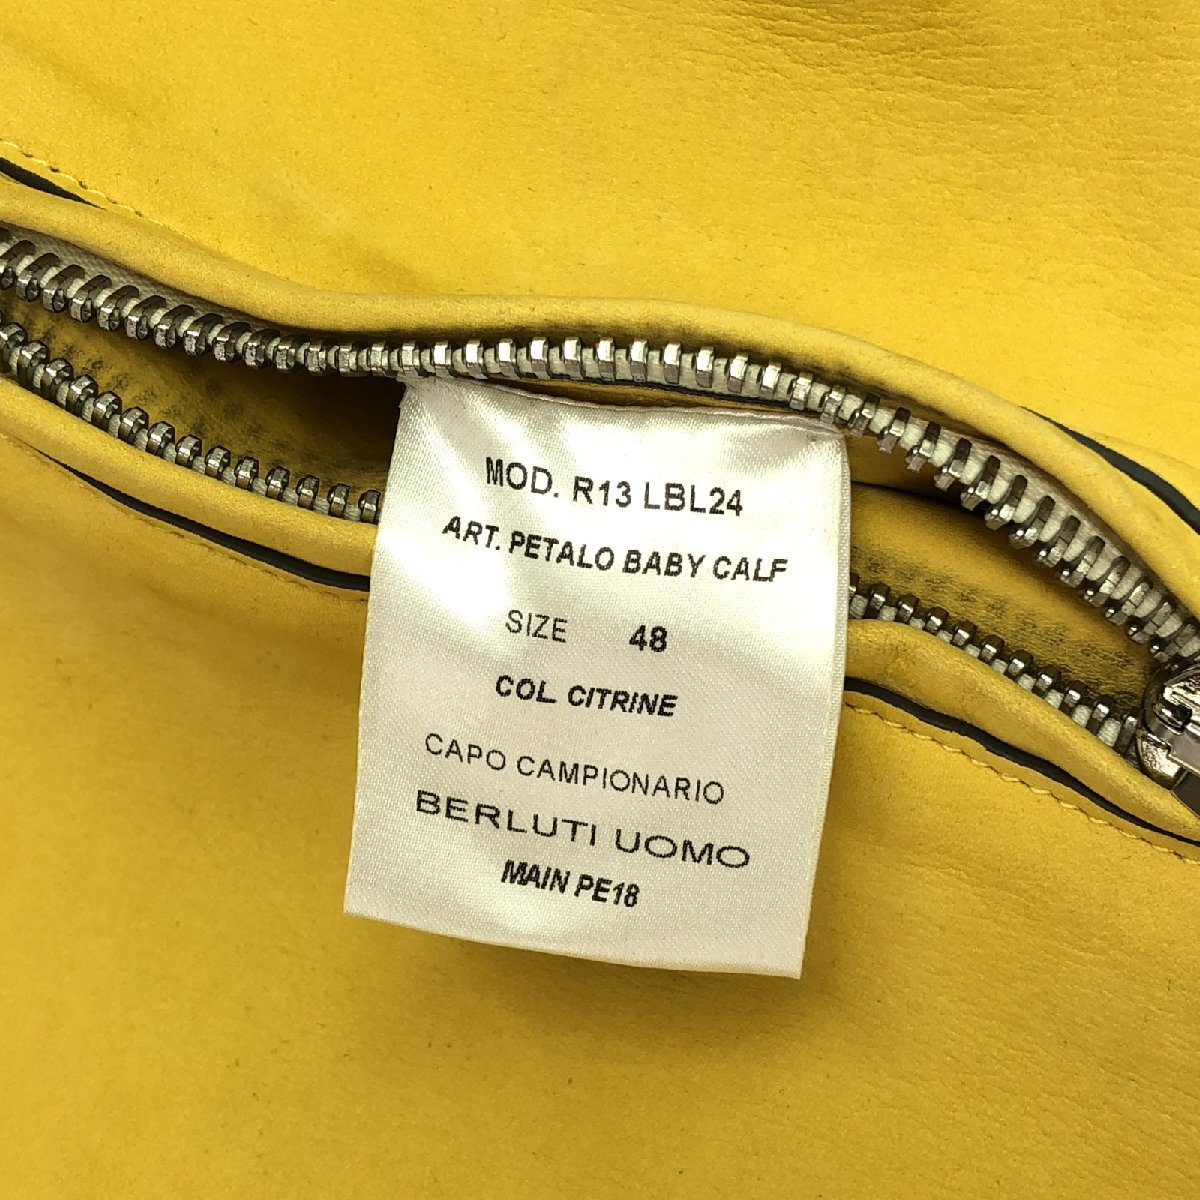 MOD. R13 LBL24
ART. PETALO BABY CALF
SIZE 48
COL. CITRINE
CAPO CAMPIONARIO
BERLUTI UOMO
MAIN PE18